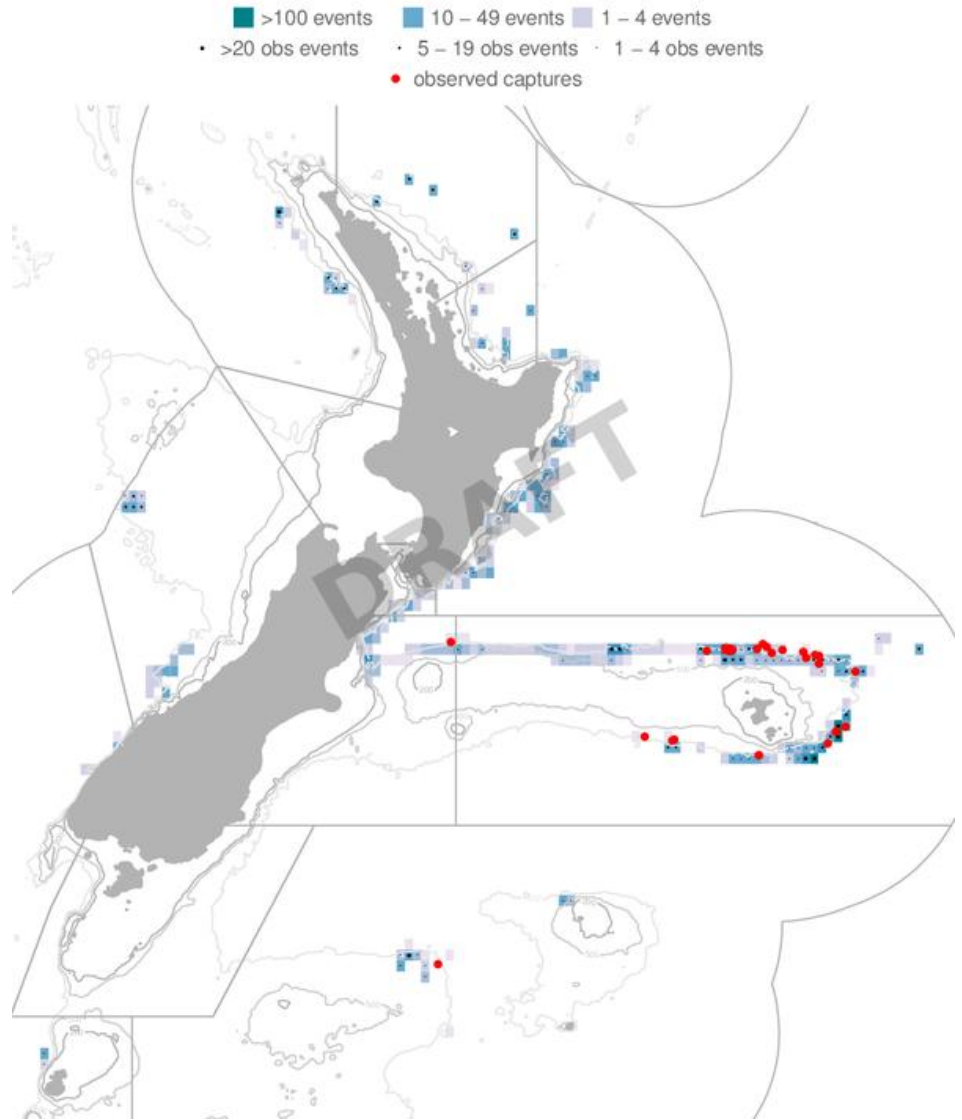 >100 events 10 – 49 events 1 – 4 events
>20 obs events 5 – 19 obs events 1 – 4 obs events
observed captures
DRAFT